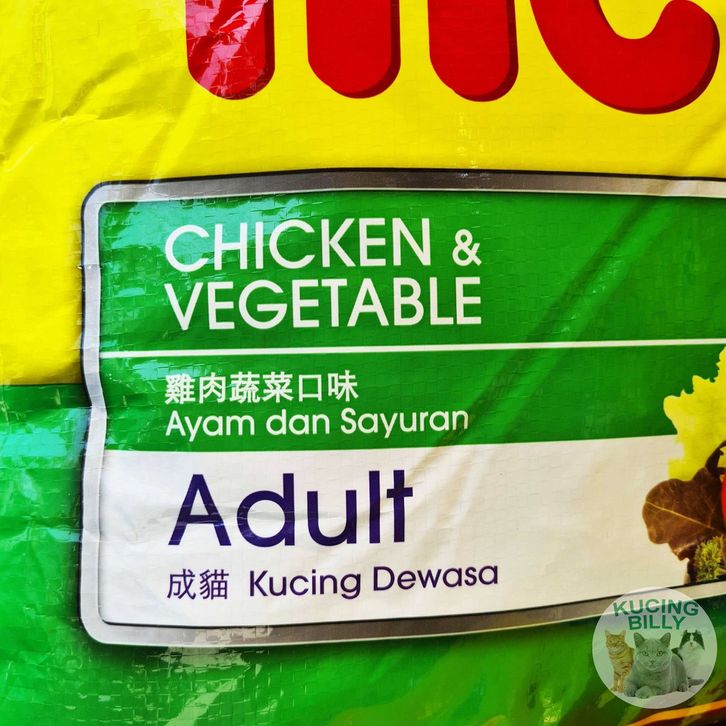 CHICKEN &
VEGETABLE
雞肉蔬菜口味
Ayam dan Sayuran
Adult
成貓 Kucing Dewasa
KUCING
BILLY